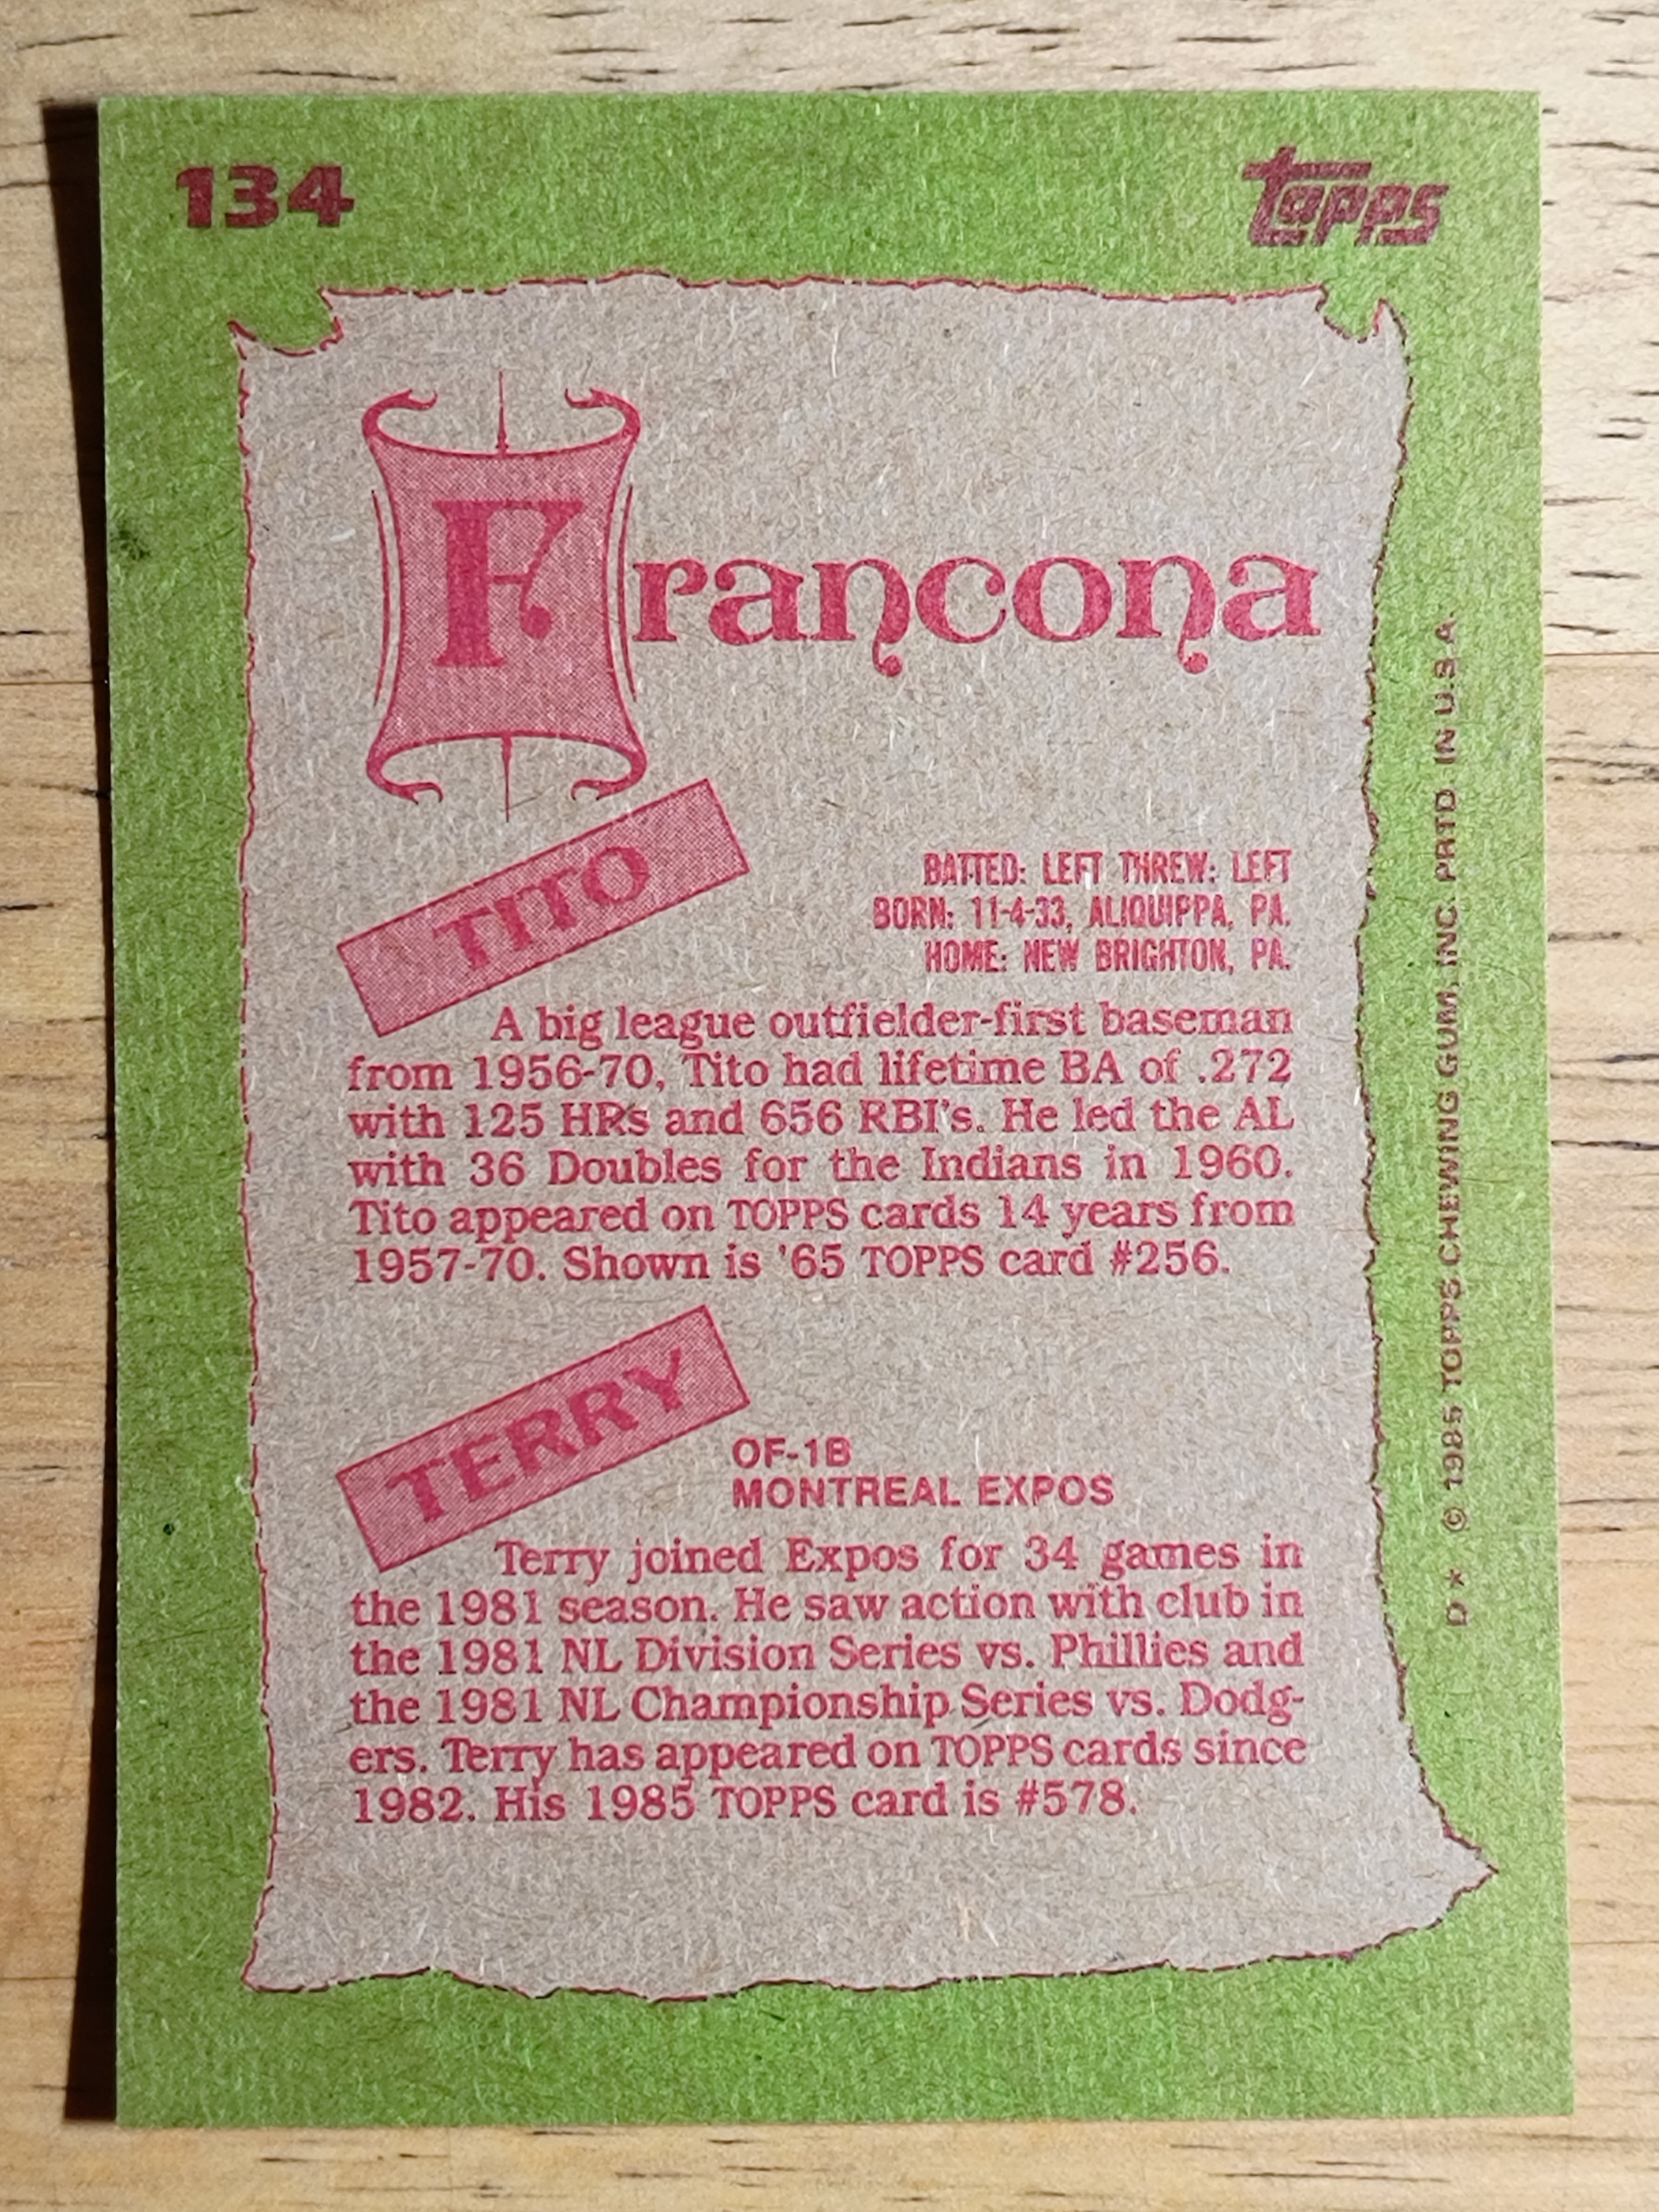 134
topps
Francona
TITO
BATTED: LEFT THREW: LEFT
BORN: 11-4-33, ALIQUIPPA, PA.
HOME: NEW BRIGHTON, PA.
A big league outfielder-first baseman
from 1956-70, Tito had lifetime BA of .272
with 125 HRs and 656 RBI's. He led the AL
with 36 Doubles for the Indians in 1960.
Tito appeared on TOPPS cards 14 years from
1957-70. Shown is '65 TOPPS card #256.
TERRY
OF-1B
MONTREAL EXPOS
Terry joined Expos for 34 games in
the 1981 season. He saw action with club in
the 1981 NL Division Series vs. Phillies and
the 1981 NL Championship Series vs. Dodg-
ers. Terry has appeared on TOPPS cards since
1982. His 1985 TOPPS card is #578.
D* © 1985 TOPPS CHEWING GUM, INC. PRTD. IN U.S.A.